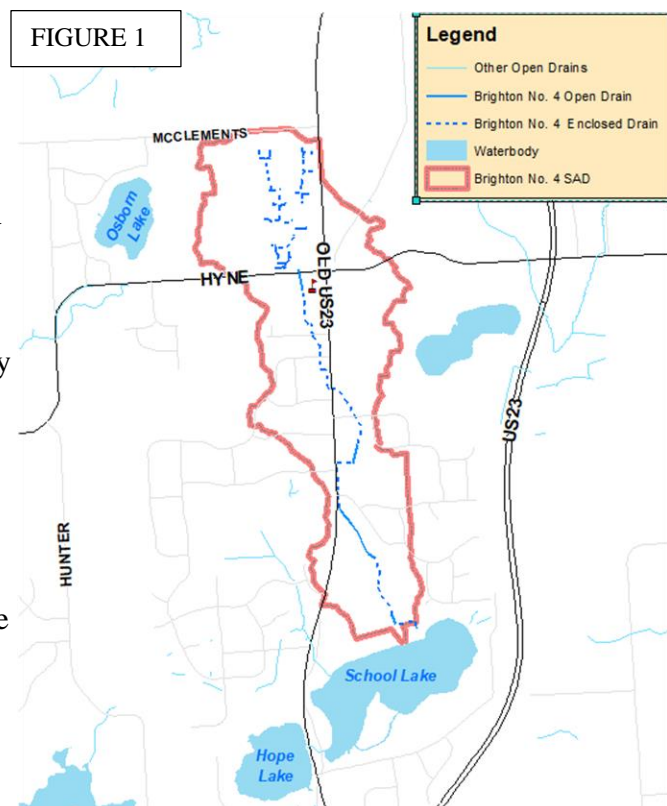 FIGURE 1
Legend
Other Open Drains
Brighton No. 4 Open Drain
Brighton No. 4 Enclosed Drain
Waterbody
Brighton No. 4 SAD
MCCLEMENTS
Osborn
Lake
OLD-US23
HYNE
y
US23
HUNTER
e
School Lake
Hope
Lake